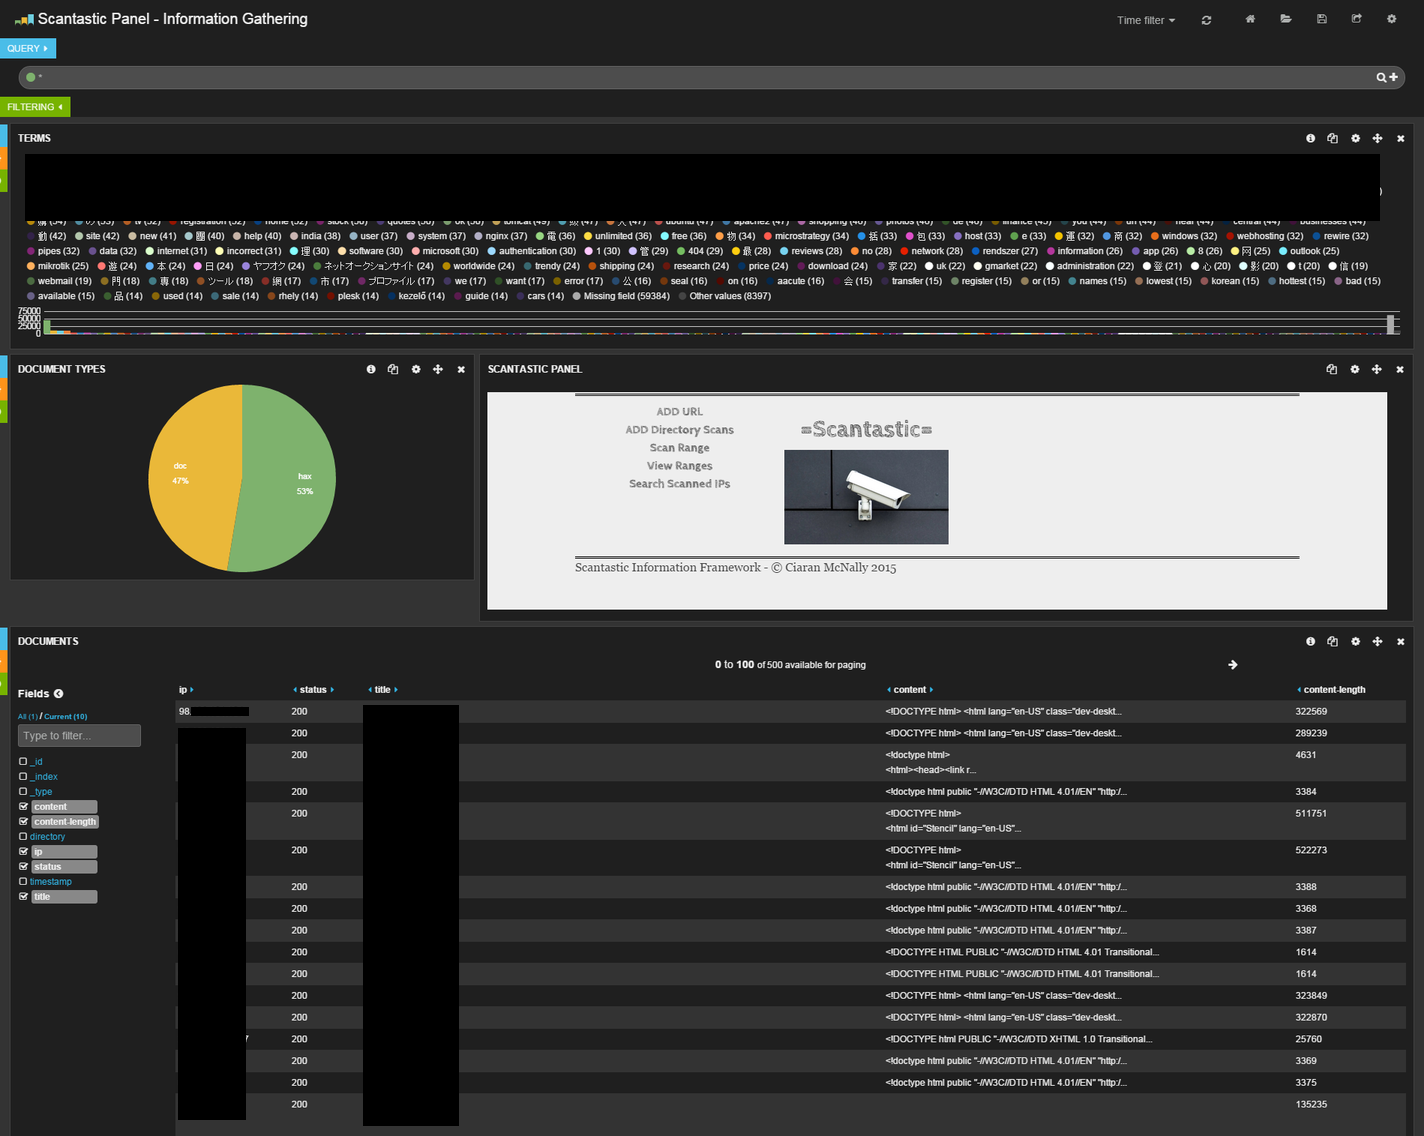 Scantastic Panel - Information Gathering
Time filter
QUERY
*
FILTERING
TERMS
動 (42) site (42) new (41) 團 (40) help (40) india (38) user (37) system (37) nginx (37) 電 (36) unlimited (36) free (36) 物 (34) microstrategy (34) 括 (33) 包 (33) host (33) e (33) 運 (32) 商 (32) windows (32) webhosting (32) rewire (32)
pipes (32) data (32) internet (31) incorrect (31) 理 (30) software (30) microsoft (30) authentication (30) 1 (30) 管 (29) 404 (29) 最 (28) reviews (28) no (28) network (28) rendszer (27) information (26) app (26) 8 (26) 网 (25) outlook (25)
mikrotik (25) 遊 (24) 本 (24) 日 (24) ヤフオク (24) ネットオークションサイト (24) worldwide (24) trendy (24) shipping (24) research (24) price (24) download (24) 家 (22) uk (22) gmarket (22) administration (22) 登 (21) 心 (20) 影 (20) t (20) 信 (19)
webmail (19) 門 (18) 專 (18) ツール (18) 網 (17) 市 (17) プロファイル (17) we (17) want (17) error (17) 公 (16) seal (16) on (16) aacute (16) 会 (15) transfer (15) register (15) or (15) names (15) lowest (15) korean (15) hottest (15) bad (15)
available (15) 品 (14) used (14) sale (14) rhely (14) plesk (14) kezelő (14) guide (14) cars (14) Missing field (59384) Other values (8397)
75000
50000
25000
0
DOCUMENT TYPES
doc
47%
hax
53%
SCANTASTIC PANEL
ADD URL
ADD Directory Scans
Scan Range
View Ranges
Search Scanned IPs
=Scantastic=
Scantastic Information Framework - © Ciaran McNally 2015
DOCUMENTS
0 to 100 of 500 available for paging
Fields
All (1) / Current (10)
Type to filter...
_id
_index
_type
content
content-length
directory
ip
status
timestamp
title
ip status title content content-length
98. 200 <!DOCTYPE html> <html lang="en-US" class="dev-deskt... 322569
200 <!DOCTYPE html> <html lang="en-US" class="dev-deskt... 289239
200 <!doctype html> 4631
<html><head><link r...
200 <!doctype html public "-//W3C//DTD HTML 4.01//EN" "http:/... 3384
200 <!DOCTYPE html> 511751
<html id="Stencil" lang="en-US"...
200 <!DOCTYPE html> 522273
<html id="Stencil" lang="en-US"...
200 <!doctype html public "-//W3C//DTD HTML 4.01//EN" "http:/... 3388
200 <!doctype html public "-//W3C//DTD HTML 4.01//EN" "http:/... 3368
200 <!doctype html public "-//W3C//DTD HTML 4.01//EN" "http:/... 3387
200 <!DOCTYPE HTML PUBLIC "-//W3C//DTD HTML 4.01 Transitional... 1614
200 <!DOCTYPE HTML PUBLIC "-//W3C//DTD HTML 4.01 Transitional... 1614
200 <!DOCTYPE html> <html lang="en-US" class="dev-deskt... 323849
200 <!DOCTYPE html> <html lang="en-US" class="dev-deskt... 322870
200 <!DOCTYPE html PUBLIC "-//W3C//DTD XHTML 1.0 Transitional... 25760
200 <!doctype html public "-//W3C//DTD HTML 4.01//EN" "http:/... 3369
200 <!doctype html public "-//W3C//DTD HTML 4.01//EN" "http:/... 3375
200 135235